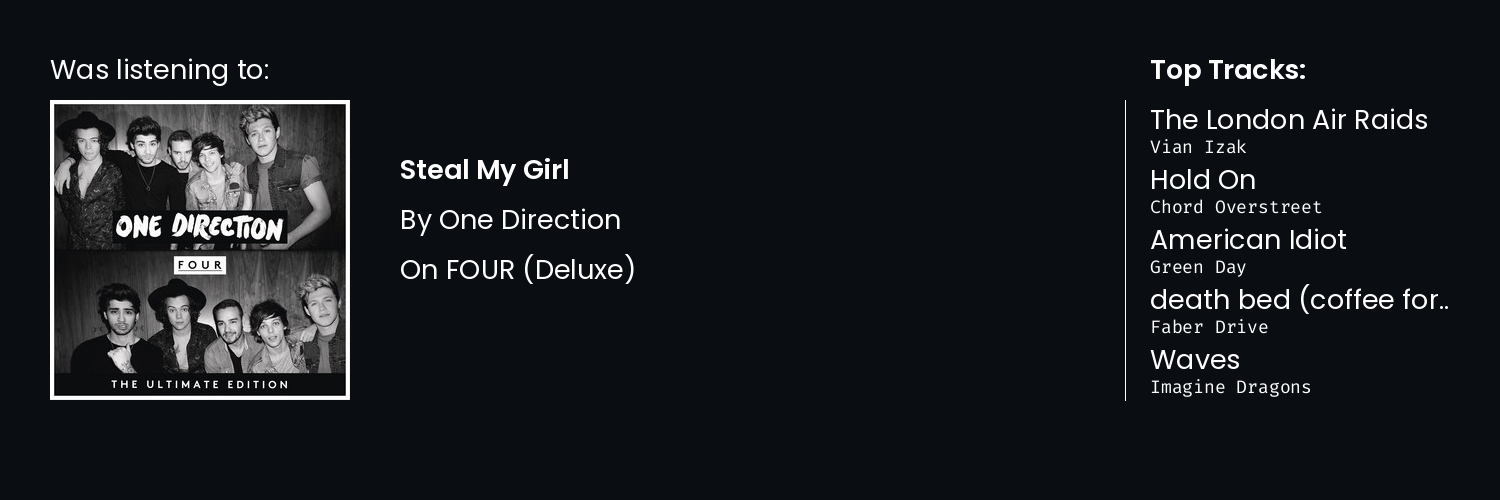 Was listening to:
ONE DIRECTION
FOUR
THE ULTIMATE EDITION
Steal My Girl
By One Direction
On FOUR (Deluxe)
Top Tracks:
The London Air Raids
Vian Izak
Hold On
Chord Overstreet
American Idiot
Green Day
death bed (coffee for..
Faber Drive
Waves
Imagine Dragons